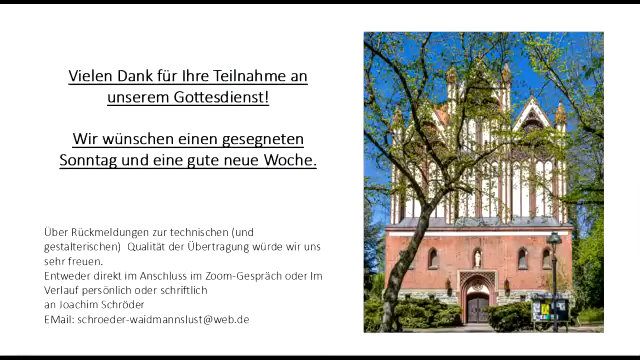 Vielen Dank für Ihre Teilnahme an
unserem Gottesdienst!
Wir wünschen einen gesegneten
Sonntag und eine gute neue Woche.
Über Rückmeldungen zur technischen (und
gestalterischen) Qualität der Übertragung würde wir uns
sehr freuen.
Entweder direkt im Anschluss im Zoom-Gespräch oder Im
Verlauf persönlich oder schriftlich
an Joachim Schröder
EMail: schroeder-waidmannslust@web.de